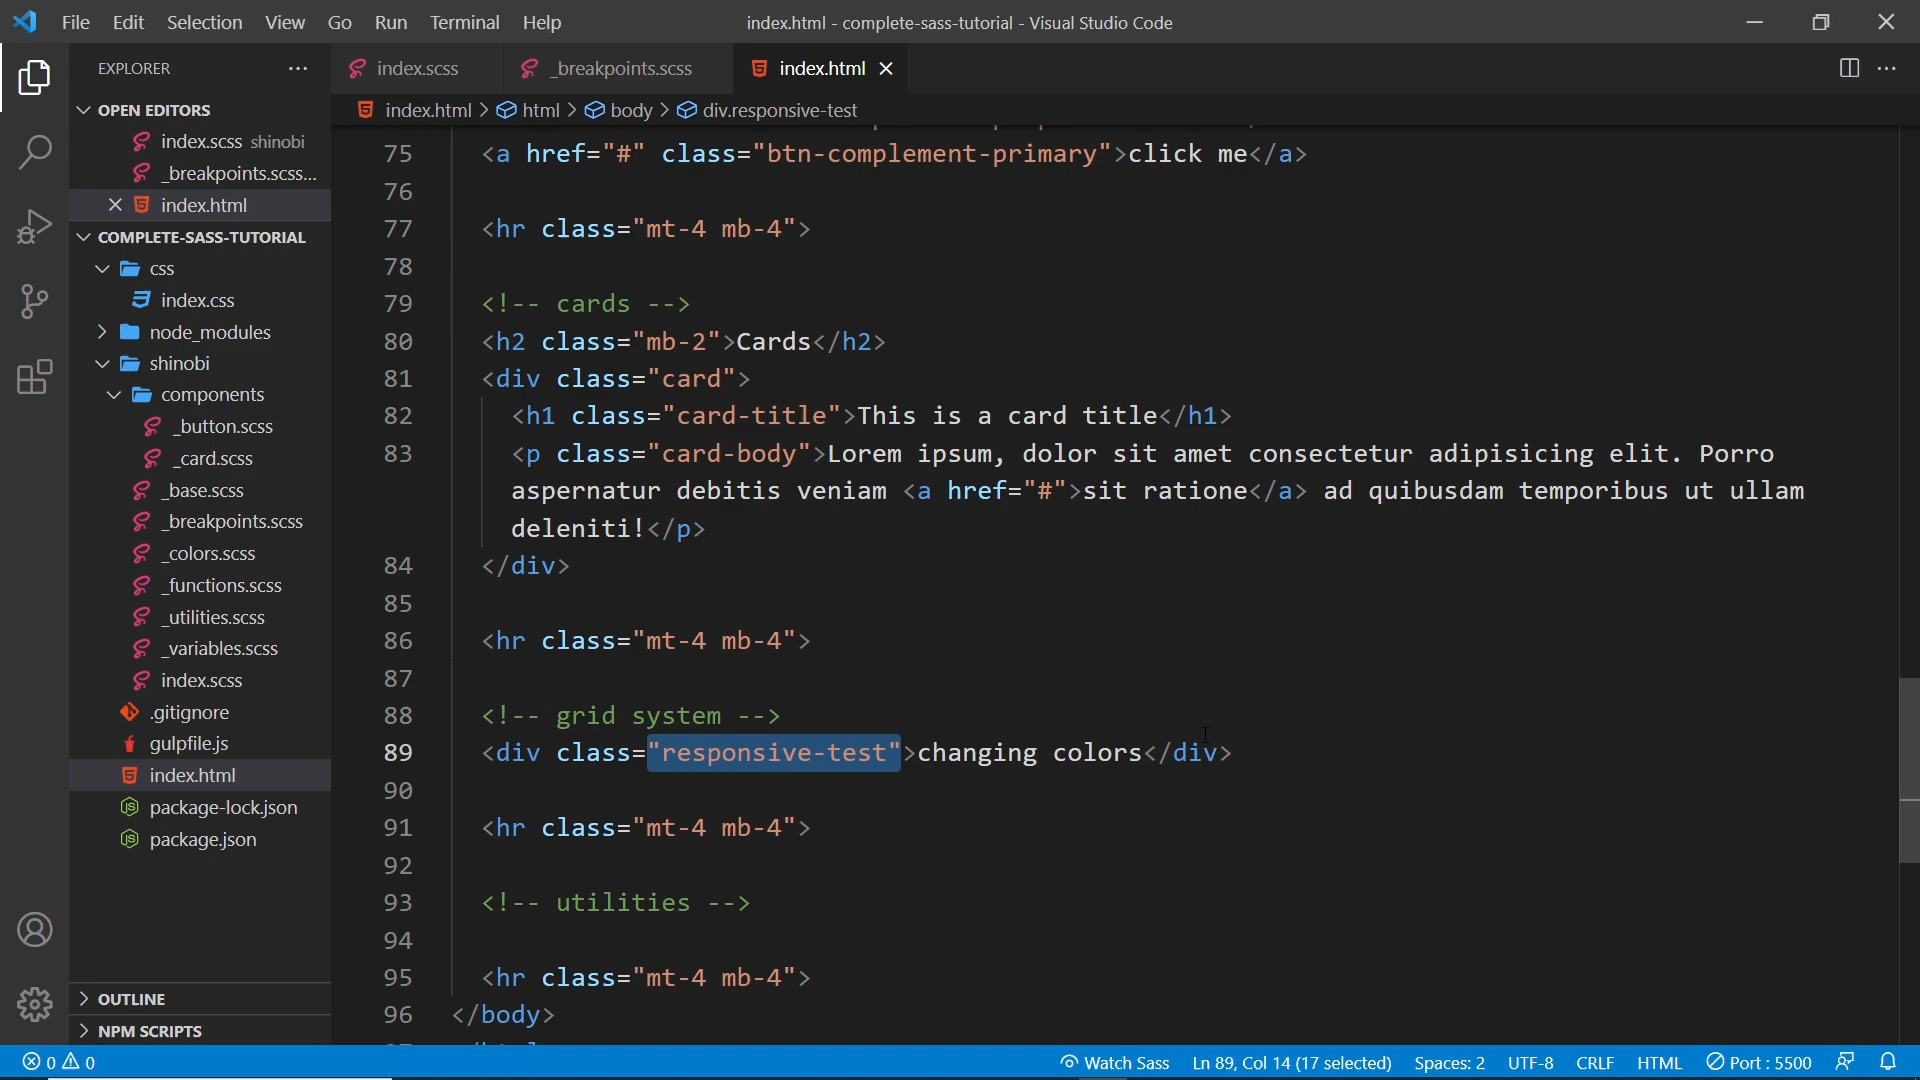 File Edit Selection View Go Run Terminal Help
index.html - complete-sass-tutorial - Visual Studio Code
EXPLORER
OPEN EDITORS
index.scss shinobi
_breakpoints.scss...
index.html
COMPLETE-SASS-TUTORIAL
css
index.css
node_modules
shinobi
components
_button.scss
_card.scss
_base.scss
_breakpoints.scss
_colors.scss
_functions.scss
_utilities.scss
_variables.scss
index.scss
.gitignore
gulpfile.js
index.html
package-lock.json
package.json
OUTLINE
NPM SCRIPTS
index.scss _breakpoints.scss index.html
index.html > html > body > div.responsive-test
75 <a href="#" class="btn-complement-primary">click me</a>
76
77 <hr class="mt-4 mb-4">
78
79 <!-- cards -->
80 <h2 class="mb-2">Cards</h2>
81 <div class="card">
82 <h1 class="card-title">This is a card title</h1>
83 <p class="card-body">Lorem ipsum, dolor sit amet consectetur adipisicing elit. Porro
aspernatur debitis veniam <a href="#">sit ratione</a> ad quibusdam temporibus ut ullam
deleniti!</p>
84 </div>
85
86 <hr class="mt-4 mb-4">
87
88 <!-- grid system -->
89 <div class="responsive-test">changing colors</div>
90
91 <hr class="mt-4 mb-4">
92
93 <!-- utilities -->
94
95 <hr class="mt-4 mb-4">
96 </body>
0 0 Watch Sass Ln 89, Col 14 (17 selected) Spaces: 2 UTF-8 CRLF HTML Port : 5500